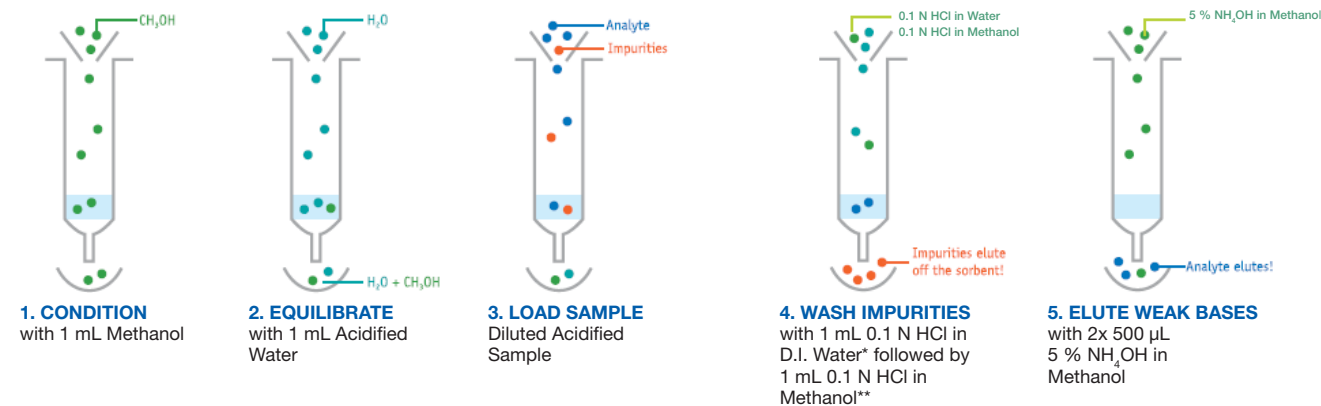 CH₃OH
1. CONDITION
with 1 mL Methanol
H₂O
H₂O + CH₃OH
2. EQUILIBRATE
with 1 mL Acidified
Water
Analyte
Impurities
3. LOAD SAMPLE
Diluted Acidified
Sample
0.1 N HCl in Water
0.1 N HCl in Methanol
Impurities elute
off the sorbent!
4. WASH IMPURITIES
with 1 mL 0.1 N HCl in
D.I. Water* followed by
1 mL 0.1 N HCl in
Methanol**
5 % NH₄OH in Methanol
Analyte elutes!
5. ELUTE WEAK BASES
with 2x 500 µL
5 % NH₄OH in
Methanol